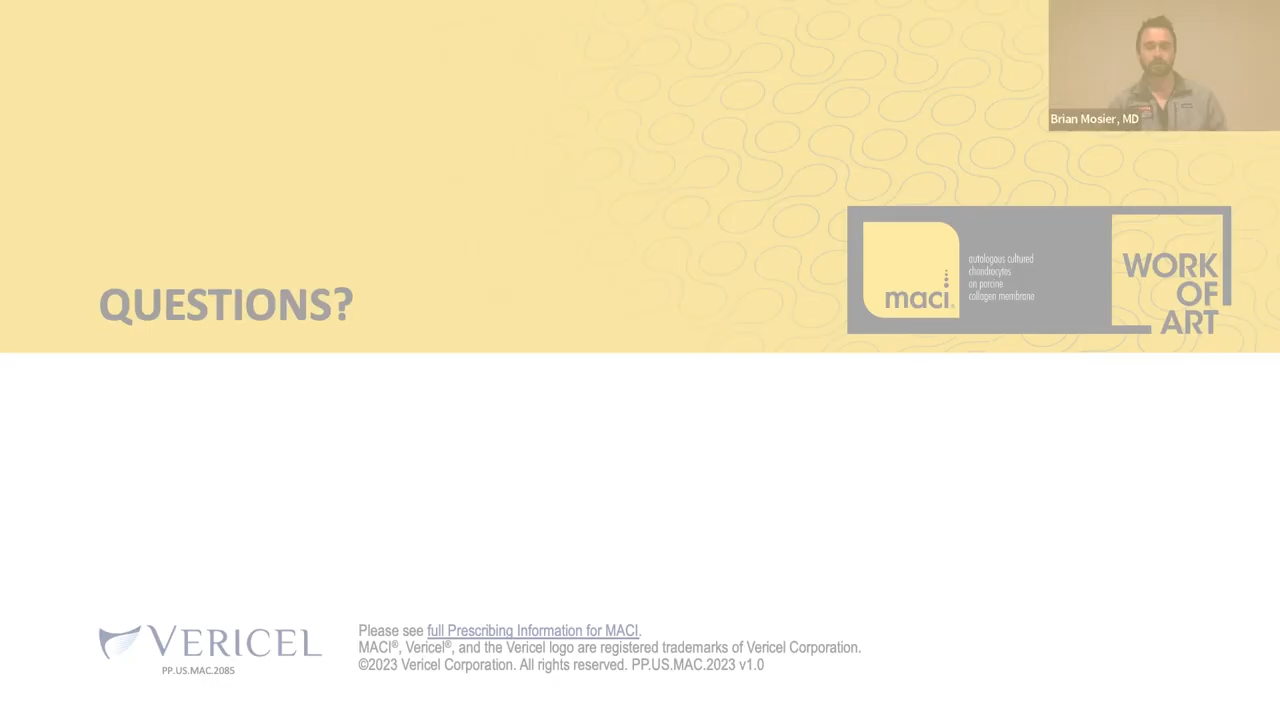 Brian Mosier, MD
autologous cultured
chondrocytes
on porcine
collagen membrane
maci®
WORK
OF
ART
QUESTIONS?
VERICEL
PP.US.MAC.2085
Please see full Prescribing Information for MACI.
MACI®, Vericel®, and the Vericel logo are registered trademarks of Vericel Corporation.
©2023 Vericel Corporation. All rights reserved. PP.US.MAC.2023 v1.0